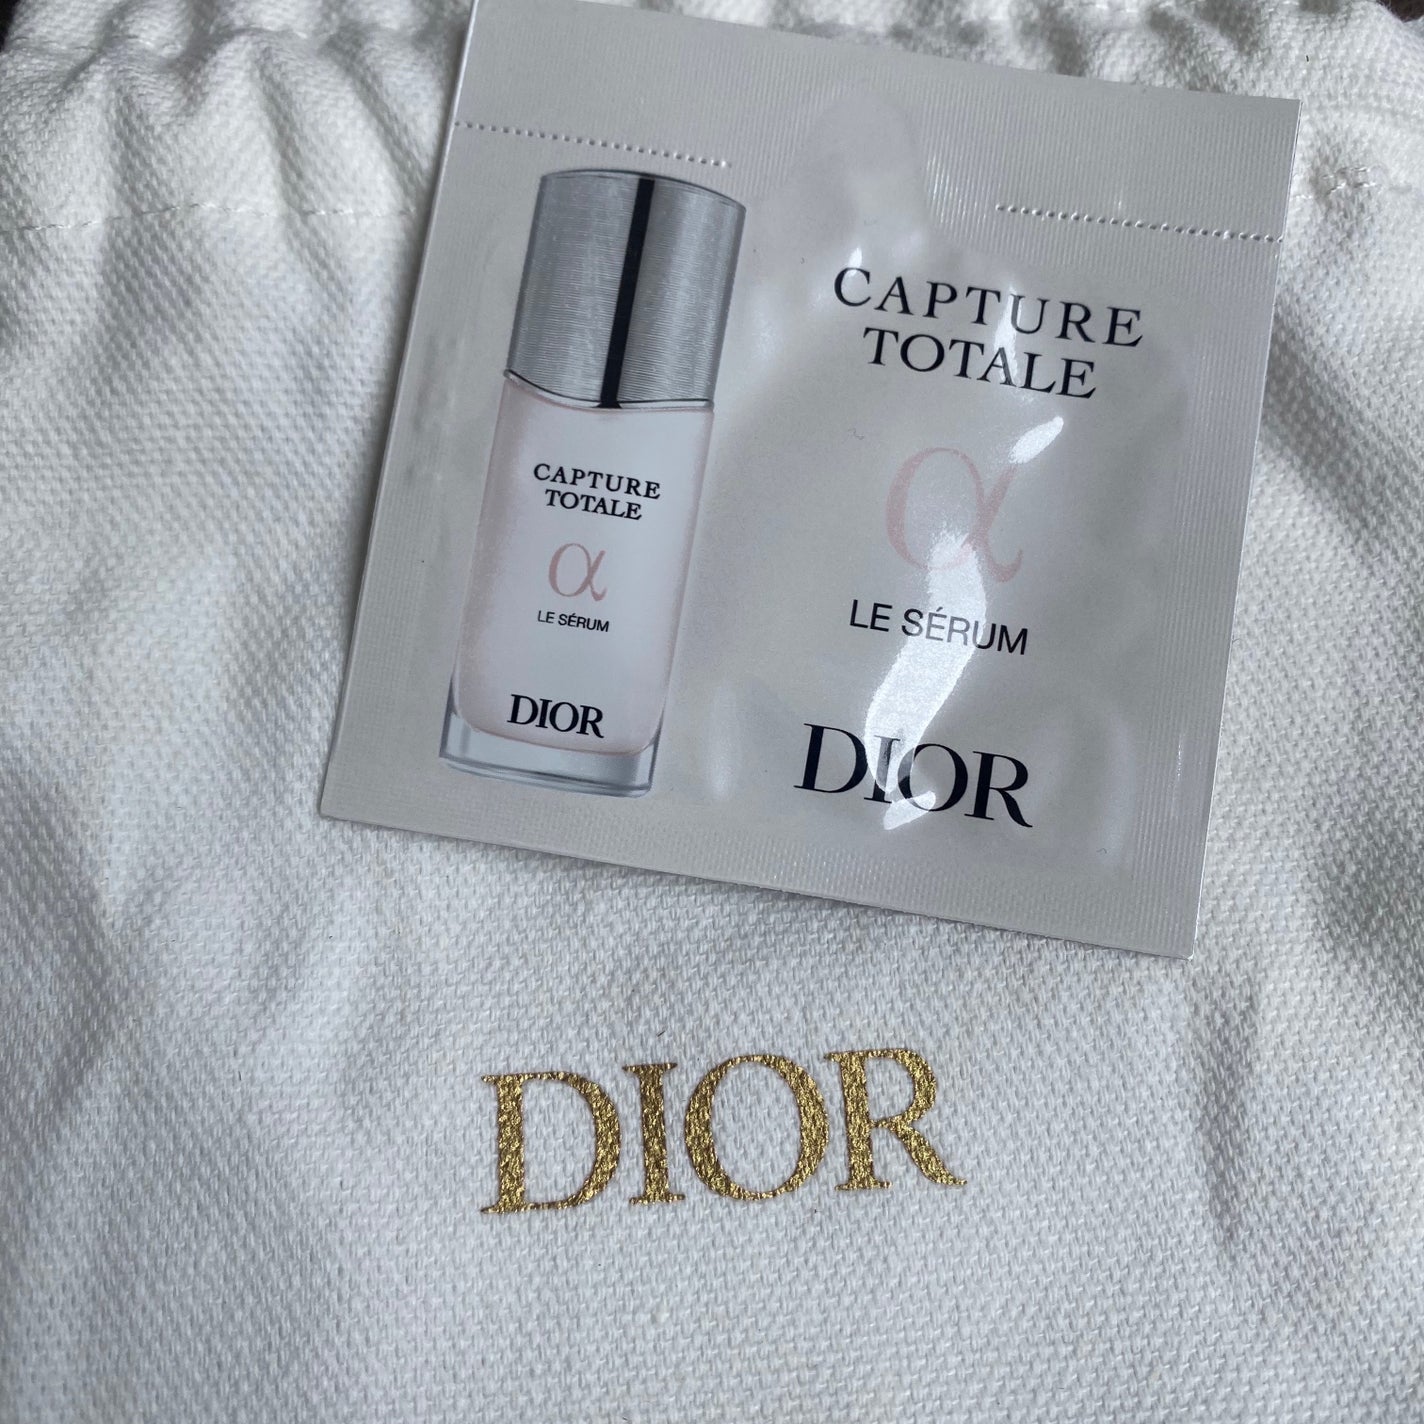 CAPTURE
TOTALE
α
LE SÉRUM
DIOR
CAPTURE
TOTALE
α
LE SÉRUM
DIOR
DIOR